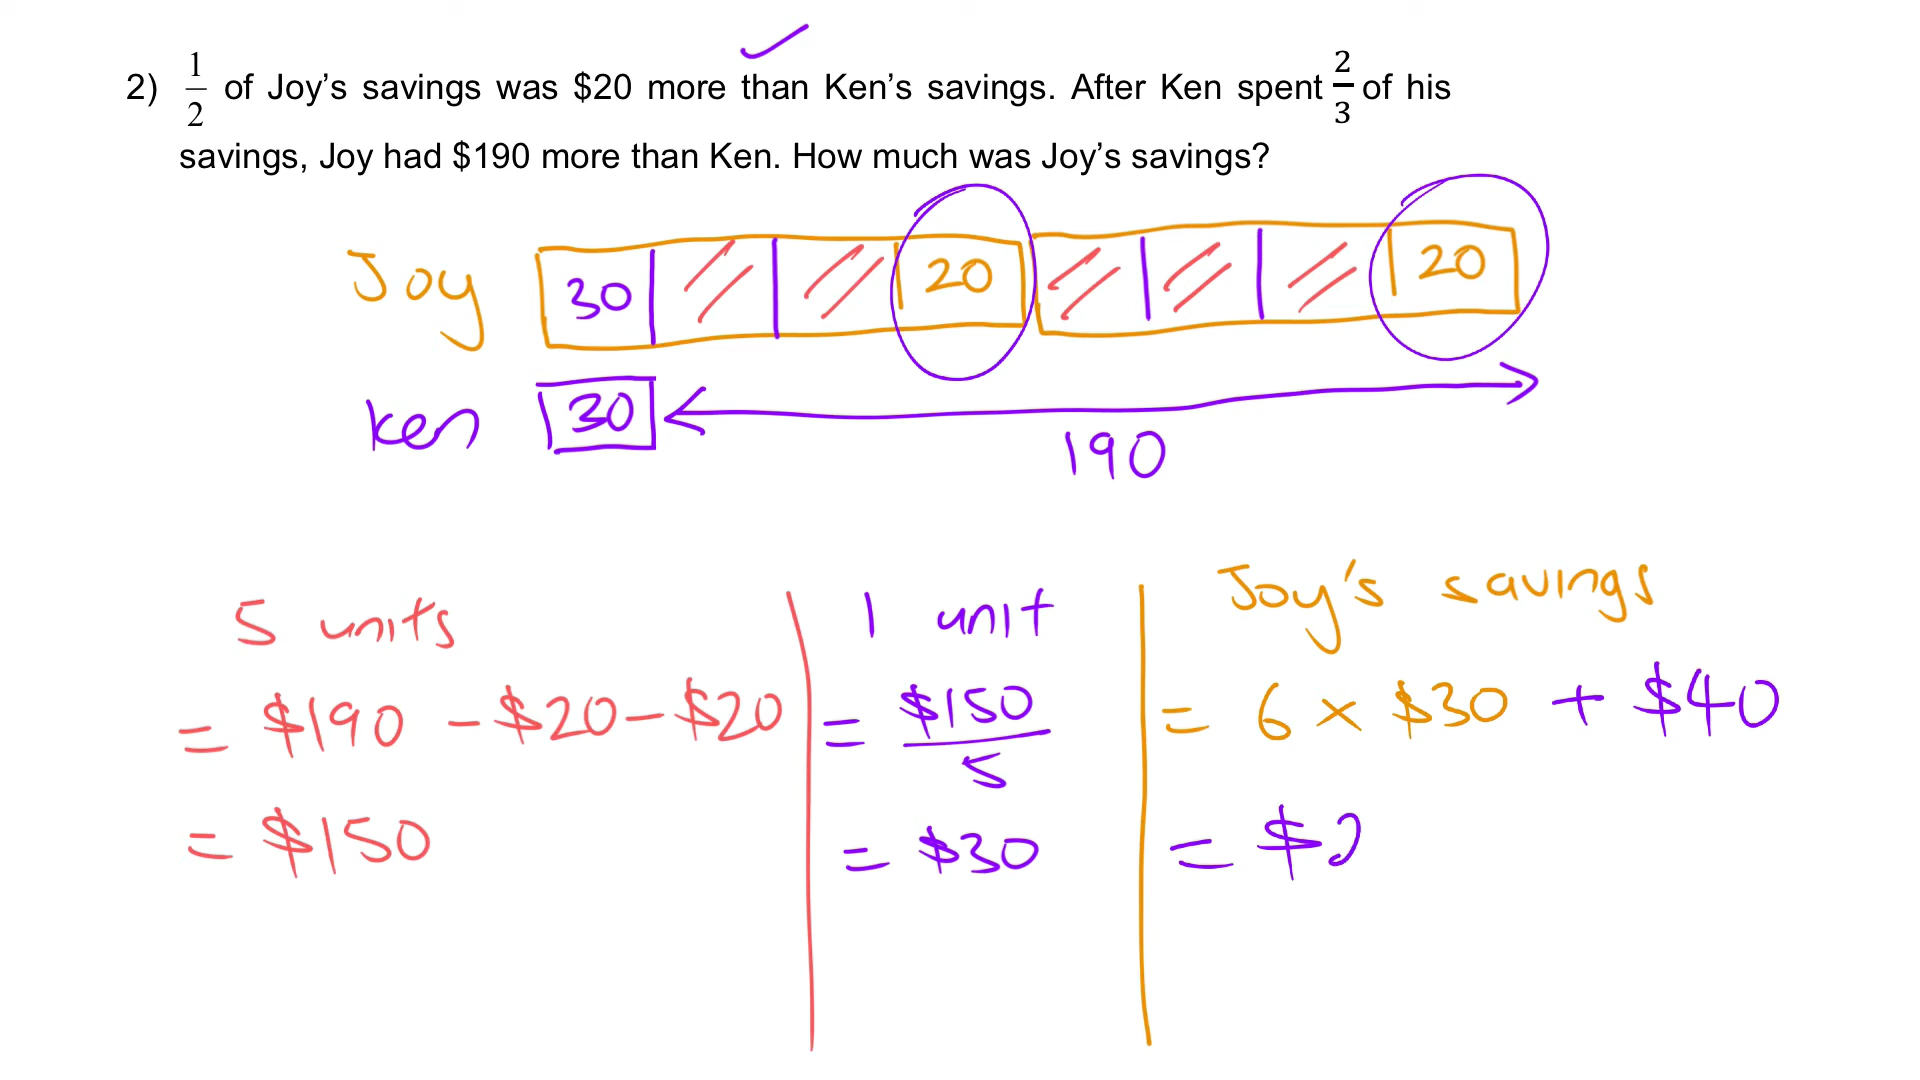 2) 1/2 of Joy’s savings was $20 more than Ken’s savings. After Ken spent 2/3 of his
savings, Joy had $190 more than Ken. How much was Joy’s savings?
Joy 30 20 20
Ken 30
190
5 units
= $190 - $20 - $20
= $150
1 unit
= $150/5
= $30
Joy's savings
= 6 × $30 + $40
= $2